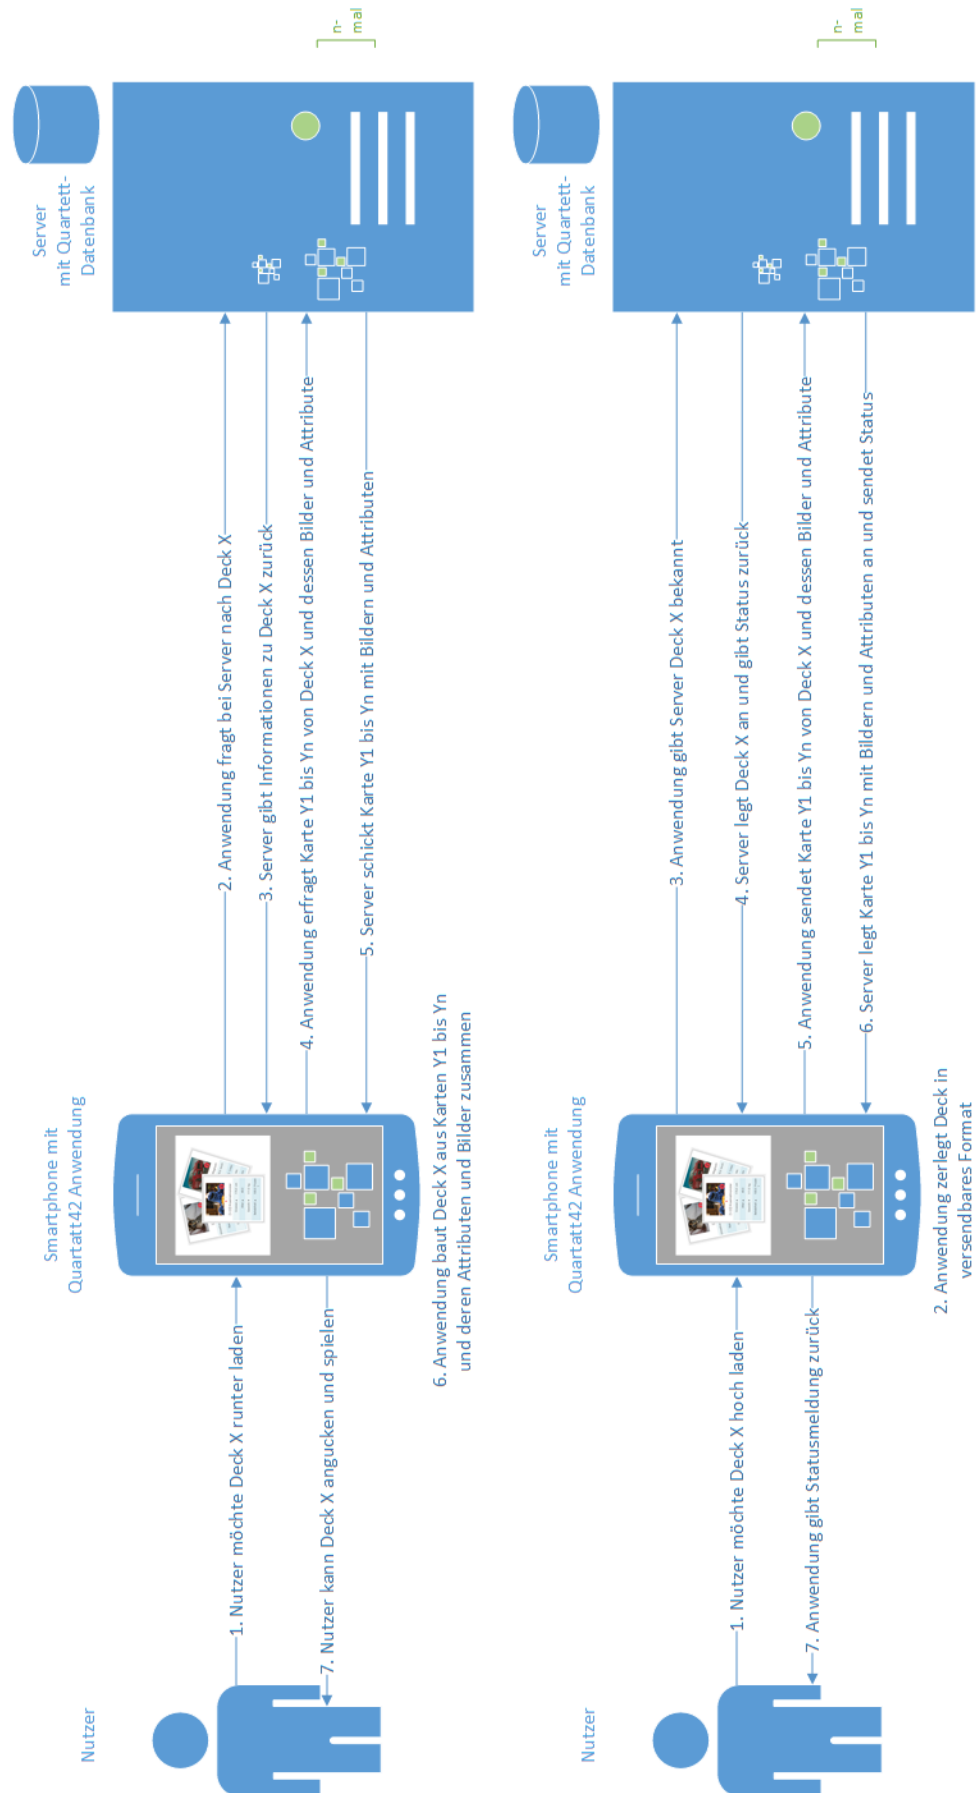 Nutzer
Smartphone mit
Quartatt42 Anwendung
Server
mit Quartett-
Datenbank
1. Nutzer möchte Deck X runter laden
2. Anwendung fragt bei Server nach Deck X
3. Server gibt Informationen zu Deck X zurück
4. Anwendung erfragt Karte Y1 bis Yn von Deck X und dessen Bilder und Attribute
n-
mal
5. Server schickt Karte Y1 bis Yn mit Bildern und Attributen
7. Nutzer kann Deck X angucken und spielen
6. Anwendung baut Deck X aus Karten Y1 bis Yn
und deren Attributen und Bilder zusammen
Nutzer
Smartphone mit
Quartatt42 Anwendung
Server
mit Quartett-
Datenbank
1. Nutzer möchte Deck X hoch laden
3. Anwendung gibt Server Deck X bekannt
4. Server legt Deck X an und gibt Status zurück
5. Anwendung sendet Karte Y1 bis Yn von Deck X und dessen Bilder und Attribute
n-
mal
7. Anwendung gibt Statusmeldung zurück
6. Server legt Karte Y1 bis Yn mit Bildern und Attributen an und sendet Status
2. Anwendung zerlegt Deck in
versendbares Format